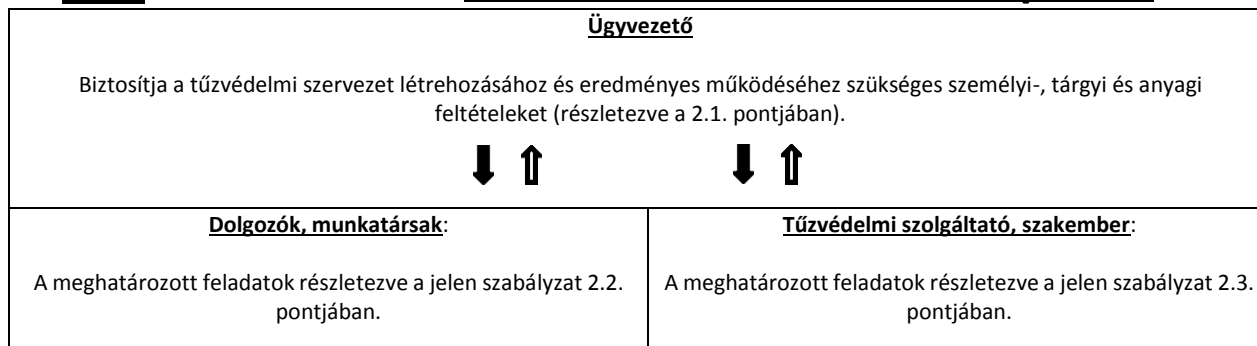 Ügyvezető
Biztosítja a tűzvédelmi szervezet létrehozásához és eredményes működéséhez szükséges személyi-, tárgyi és anyagi
feltételeket (részletezve a 2.1. pontjában).
Dolgozók, munkatársak:
A meghatározott feladatok részletezve a jelen szabályzat 2.2.
pontjában.
Tűzvédelmi szolgáltató, szakember:
A meghatározott feladatok részletezve a jelen szabályzat 2.3.
pontjában.